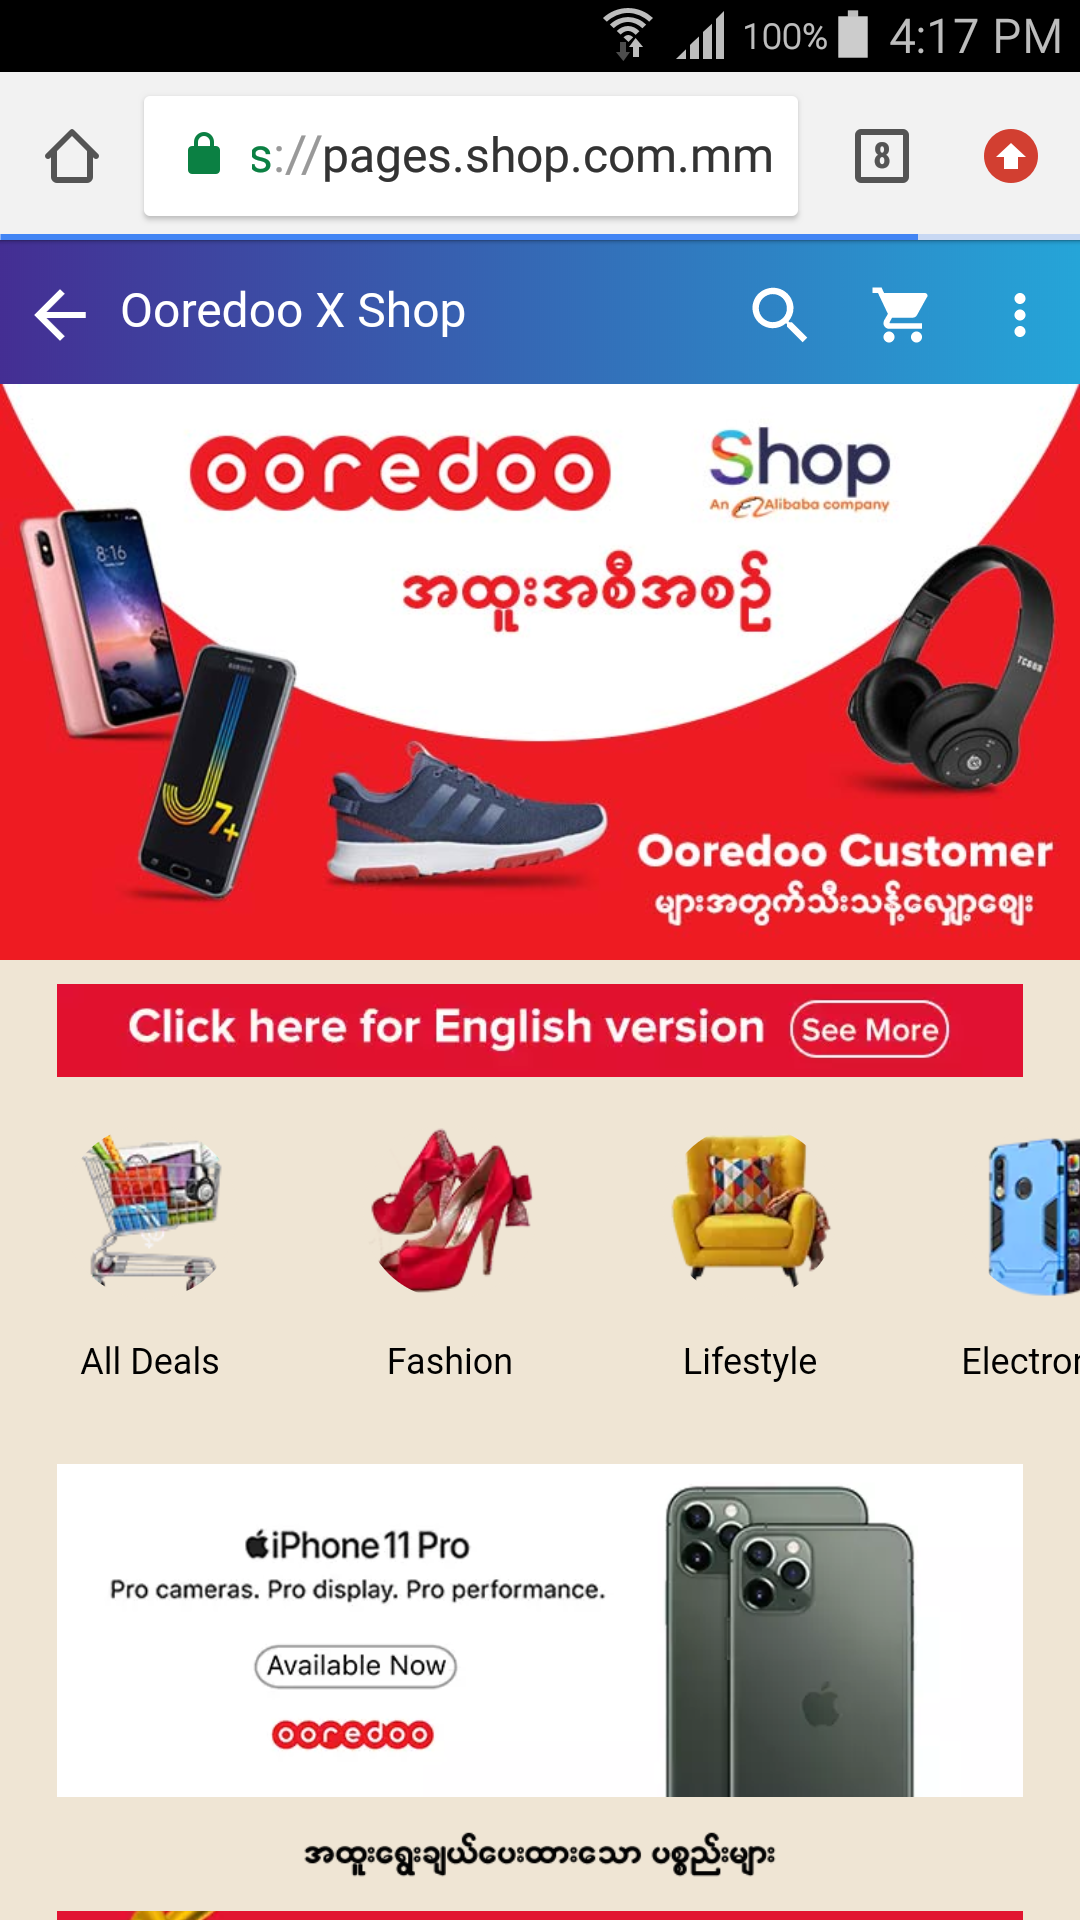 100% 4:17 PM
s://pages.shop.com.mm
8
Ooredoo X Shop
ooredoo
Shop
An Alibaba company
အထူးအစီအစဉ်
8:16
SAMSUNG
J7+
TC688
Ooredoo Customer
များအတွက်သီးသန့်လျှော့ဈေး
Click here for English version See More
All Deals
Fashion
Lifestyle
Electron
iPhone 11 Pro
Pro cameras. Pro display. Pro performance.
Available Now
ooredoo
အထူးရွေးချယ်ပေးထားသော ပစ္စည်းများ